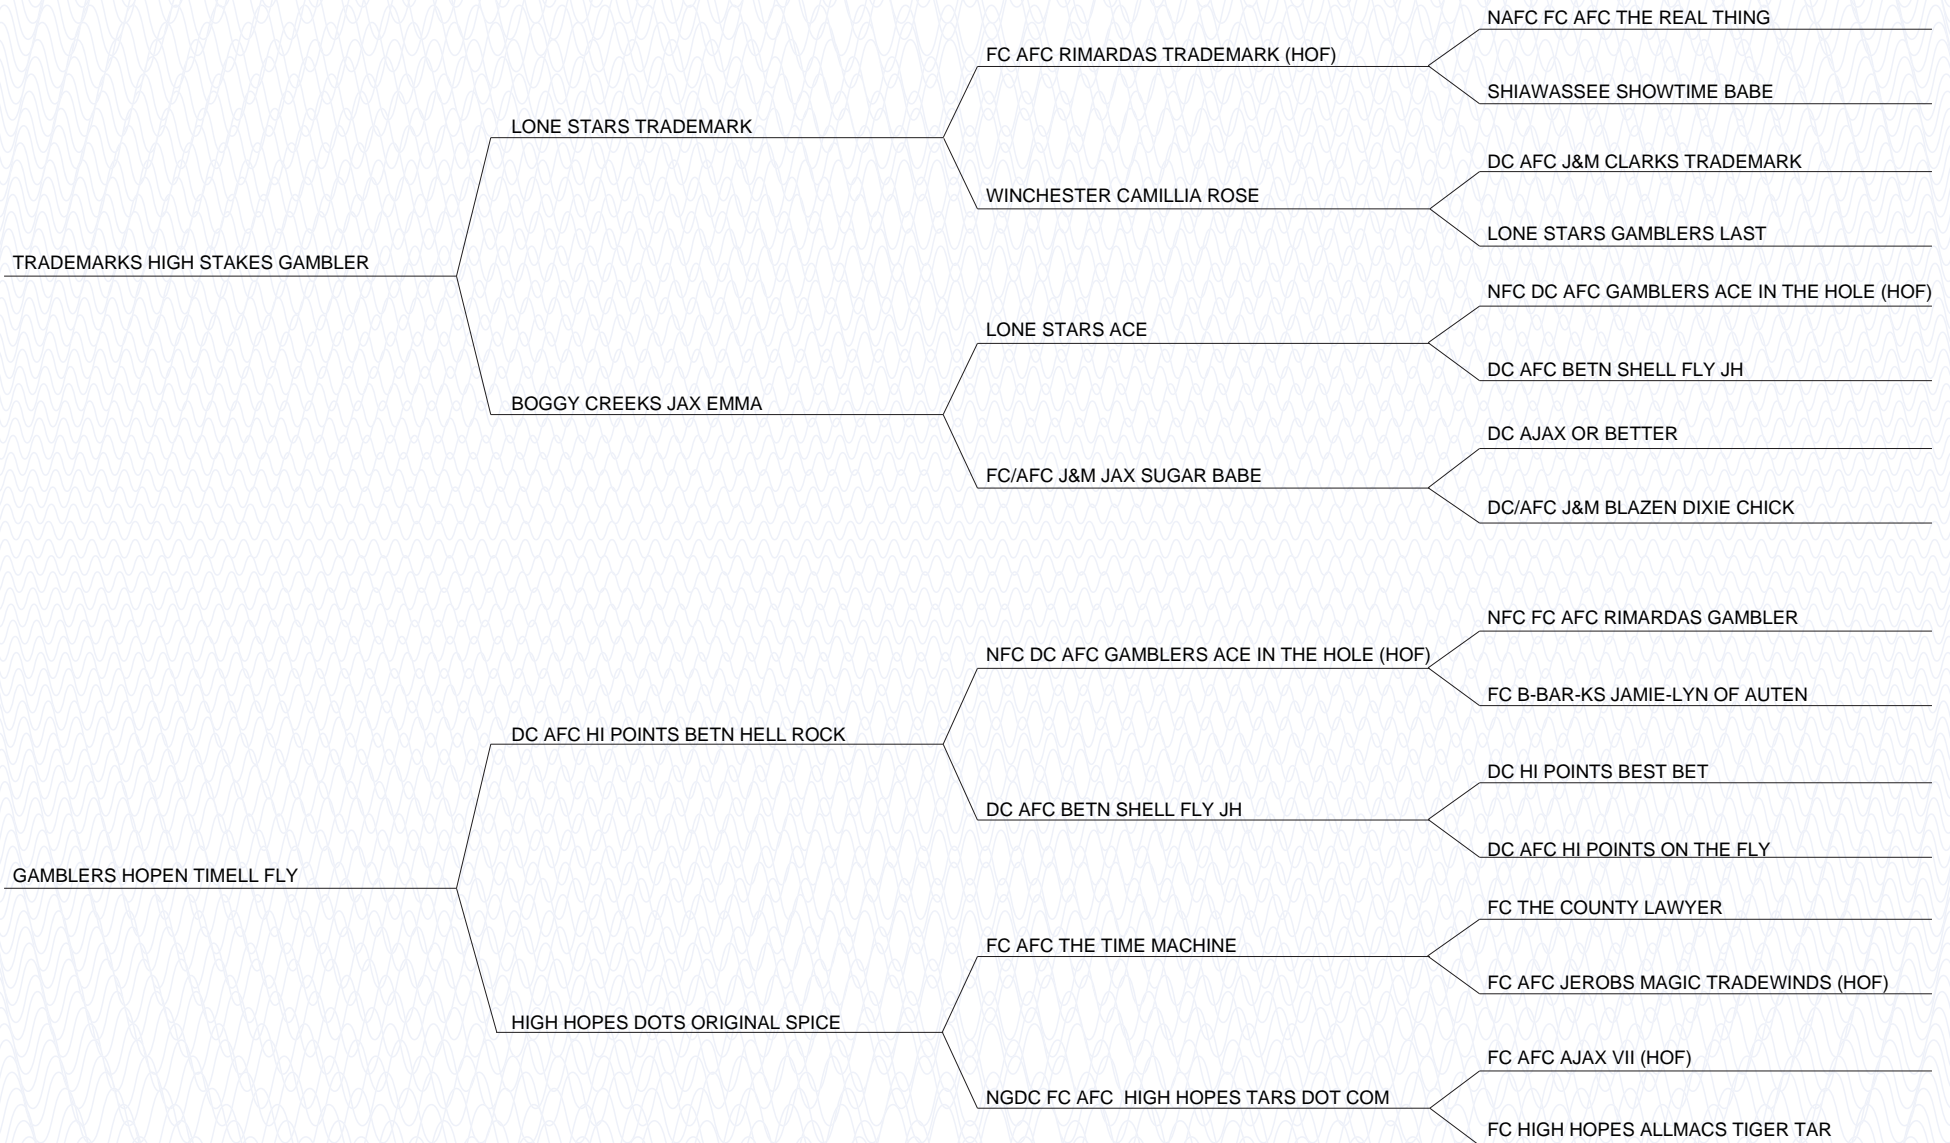 NAFC FC AFC THE REAL THING
FC AFC RIMARDAS TRADEMARK (HOF)
SHIAWASSEE SHOWTIME BABE
LONE STARS TRADEMARK
DC AFC J&M CLARKS TRADEMARK
WINCHESTER CAMILLIA ROSE
LONE STARS GAMBLERS LAST
TRADEMARKS HIGH STAKES GAMBLER
NFC DC AFC GAMBLERS ACE IN THE HOLE (HOF)
LONE STARS ACE
DC AFC BETN SHELL FLY JH
BOGGY CREEKS JAX EMMA
DC AJAX OR BETTER
FC/AFC J&M JAX SUGAR BABE
DC/AFC J&M BLAZEN DIXIE CHICK
NFC FC AFC RIMARDAS GAMBLER
NFC DC AFC GAMBLERS ACE IN THE HOLE (HOF)
FC B-BAR-KS JAMIE-LYN OF AUTEN
DC AFC HI POINTS BETN HELL ROCK
DC HI POINTS BEST BET
DC AFC BETN SHELL FLY JH
DC AFC HI POINTS ON THE FLY
GAMBLERS HOPEN TIMELL FLY
FC THE COUNTY LAWYER
FC AFC THE TIME MACHINE
FC AFC JEROBS MAGIC TRADEWINDS (HOF)
HIGH HOPES DOTS ORIGINAL SPICE
FC AFC AJAX VII (HOF)
NGDC FC AFC  HIGH HOPES TARS DOT COM
FC HIGH HOPES ALLMACS TIGER TAR